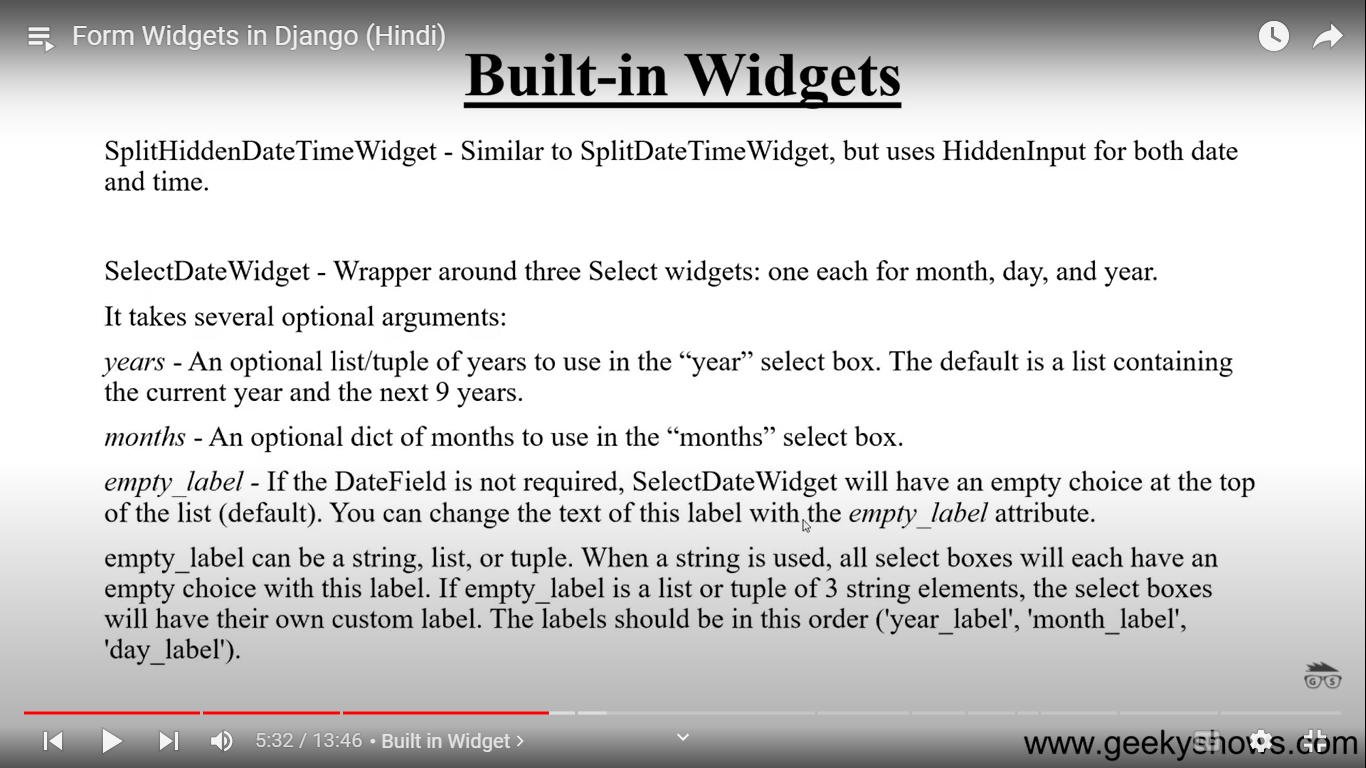 Form Widgets in Django (Hindi)
Built-in Widgets
SplitHiddenDateTimeWidget - Similar to SplitDateTimeWidget, but uses HiddenInput for both date
and time.
SelectDateWidget - Wrapper around three Select widgets: one each for month, day, and year.
It takes several optional arguments:
years - An optional list/tuple of years to use in the “year” select box. The default is a list containing
the current year and the next 9 years.
months - An optional dict of months to use in the “months” select box.
empty_label - If the DateField is not required, SelectDateWidget will have an empty choice at the top
of the list (default). You can change the text of this label with the empty_label attribute.
empty_label can be a string, list, or tuple. When a string is used, all select boxes will each have an
empty choice with this label. If empty_label is a list or tuple of 3 string elements, the select boxes
will have their own custom label. The labels should be in this order ('year_label', 'month_label',
'day_label').
G S
5:32 / 13:46 • Built in Widget >
www.geekyshows.com